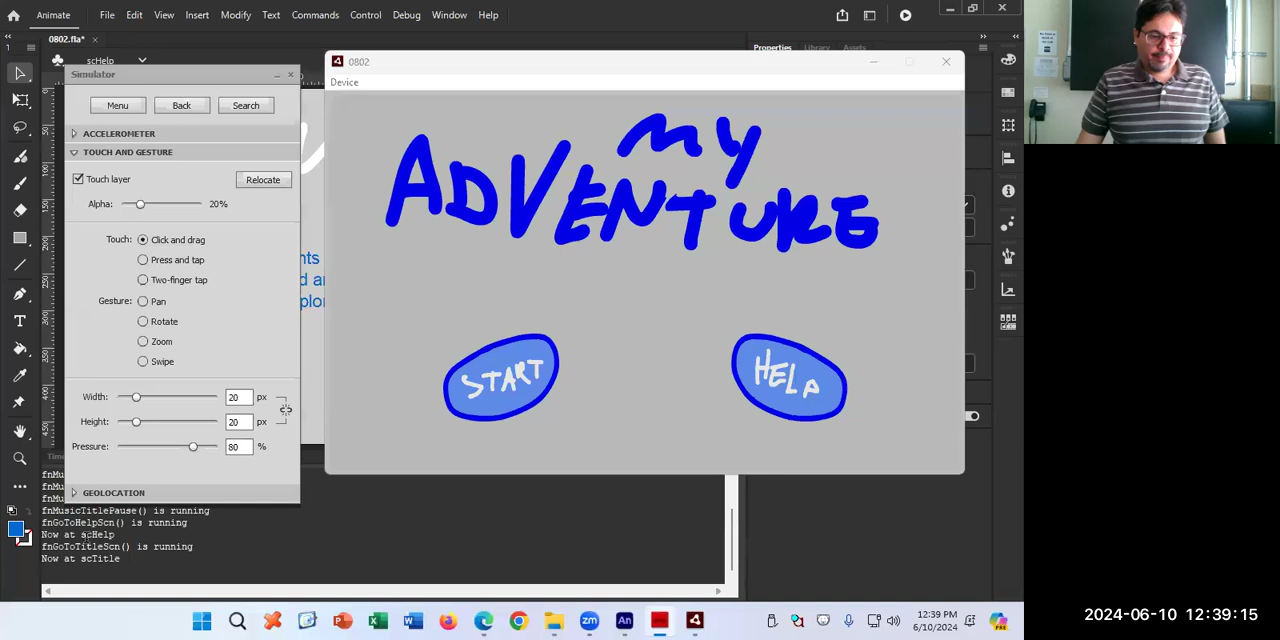 Animate
File Edit View Insert Modify Text Commands Control Debug Window Help
0802.fla* ×
Properties Library Assets
1
scHelp
Simulator
0802
Device
Menu Back Search
ACCELEROMETER
TOUCH AND GESTURE
Touch layer Relocate
Alpha: 20%
Touch: Click and drag
Press and tap
Two-finger tap
Gesture: Pan
Rotate
Zoom
Swipe
Width: 20 px
Height: 20 px
Pressure: 80 %
GEOLOCATION
MY
ADVENTURE
START
HELP
fnMusicTitlePause() is running
fnGoToHelpScn() is running
Now at scHelp
fnGoToTitleScn() is running
Now at scTitle
12:39 PM
6/10/2024
2024-06-10 12:39:15